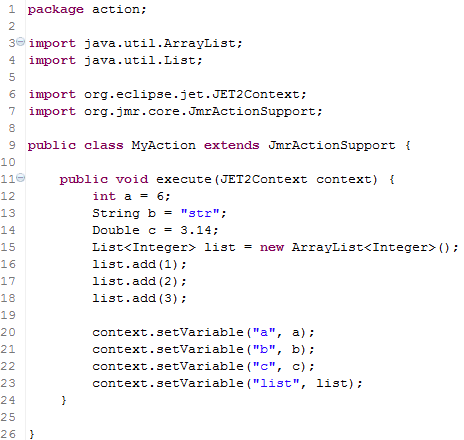 1 package action;
2
3 import java.util.ArrayList;
4 import java.util.List;
5
6 import org.eclipse.jet.JET2Context;
7 import org.jmr.core.JmrActionSupport;
8
9 public class MyAction extends JmrActionSupport {
10
11     public void execute(JET2Context context) {
12         int a = 6;
13         String b = "str";
14         Double c = 3.14;
15         List<Integer> list = new ArrayList<Integer>();
16         list.add(1);
17         list.add(2);
18         list.add(3);
19
20         context.setVariable("a", a);
21         context.setVariable("b", b);
22         context.setVariable("c", c);
23         context.setVariable("list", list);
24     }
25
26 }